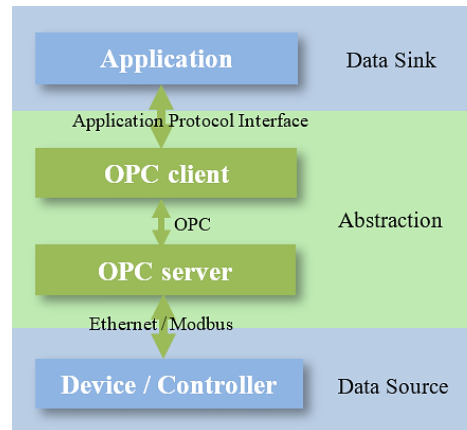 Application
Data Sink
Application Protocol Interface
OPC client
OPC
Abstraction
OPC server
Ethernet / Modbus
Device / Controller
Data Source